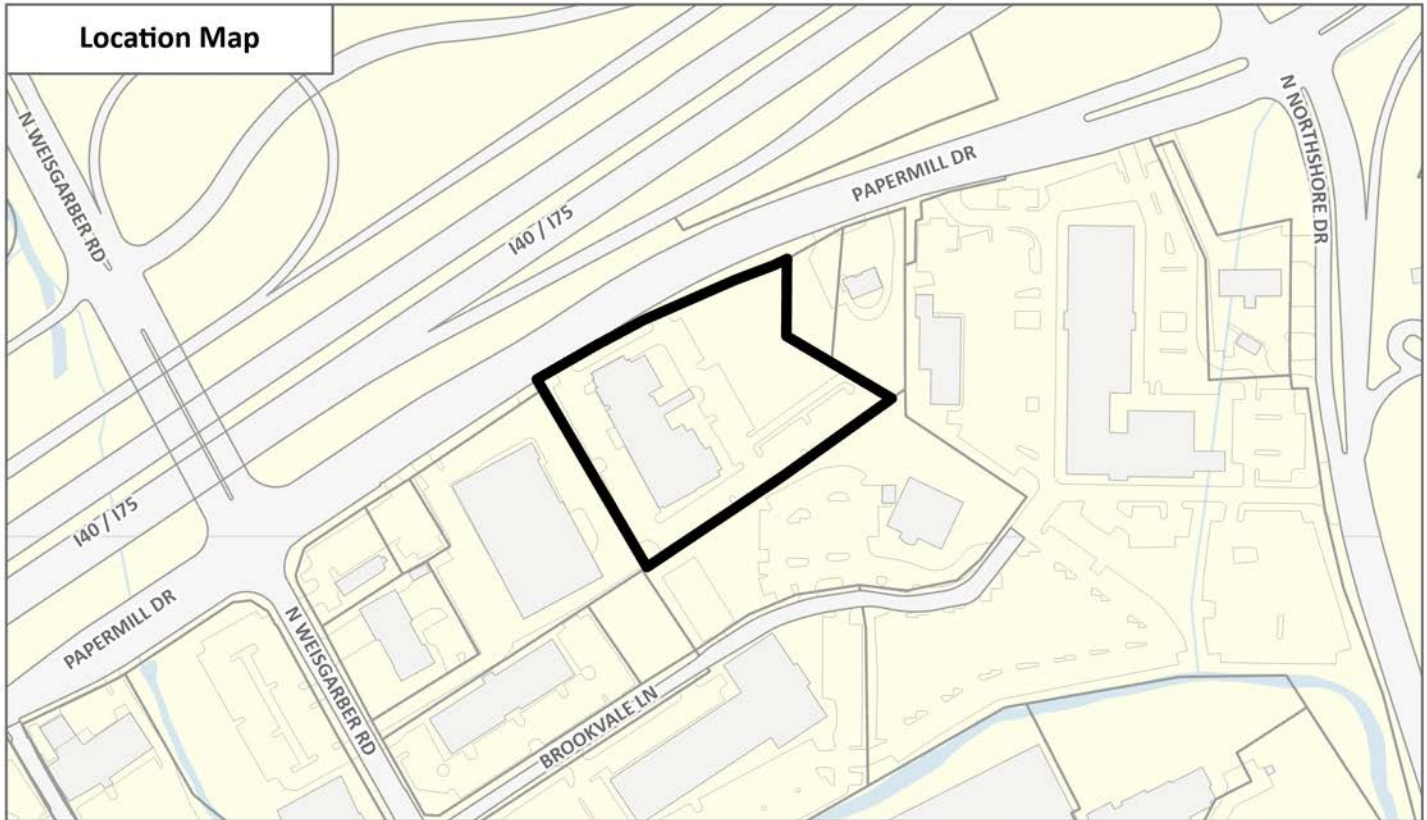 Location Map
N WEISGARBER RD
N NORTHSHORE DR
PAPERMILL DR
I40 / I75
I40 / I75
PAPERMILL DR
N WEISGARBER RD
BROOKVALE LN